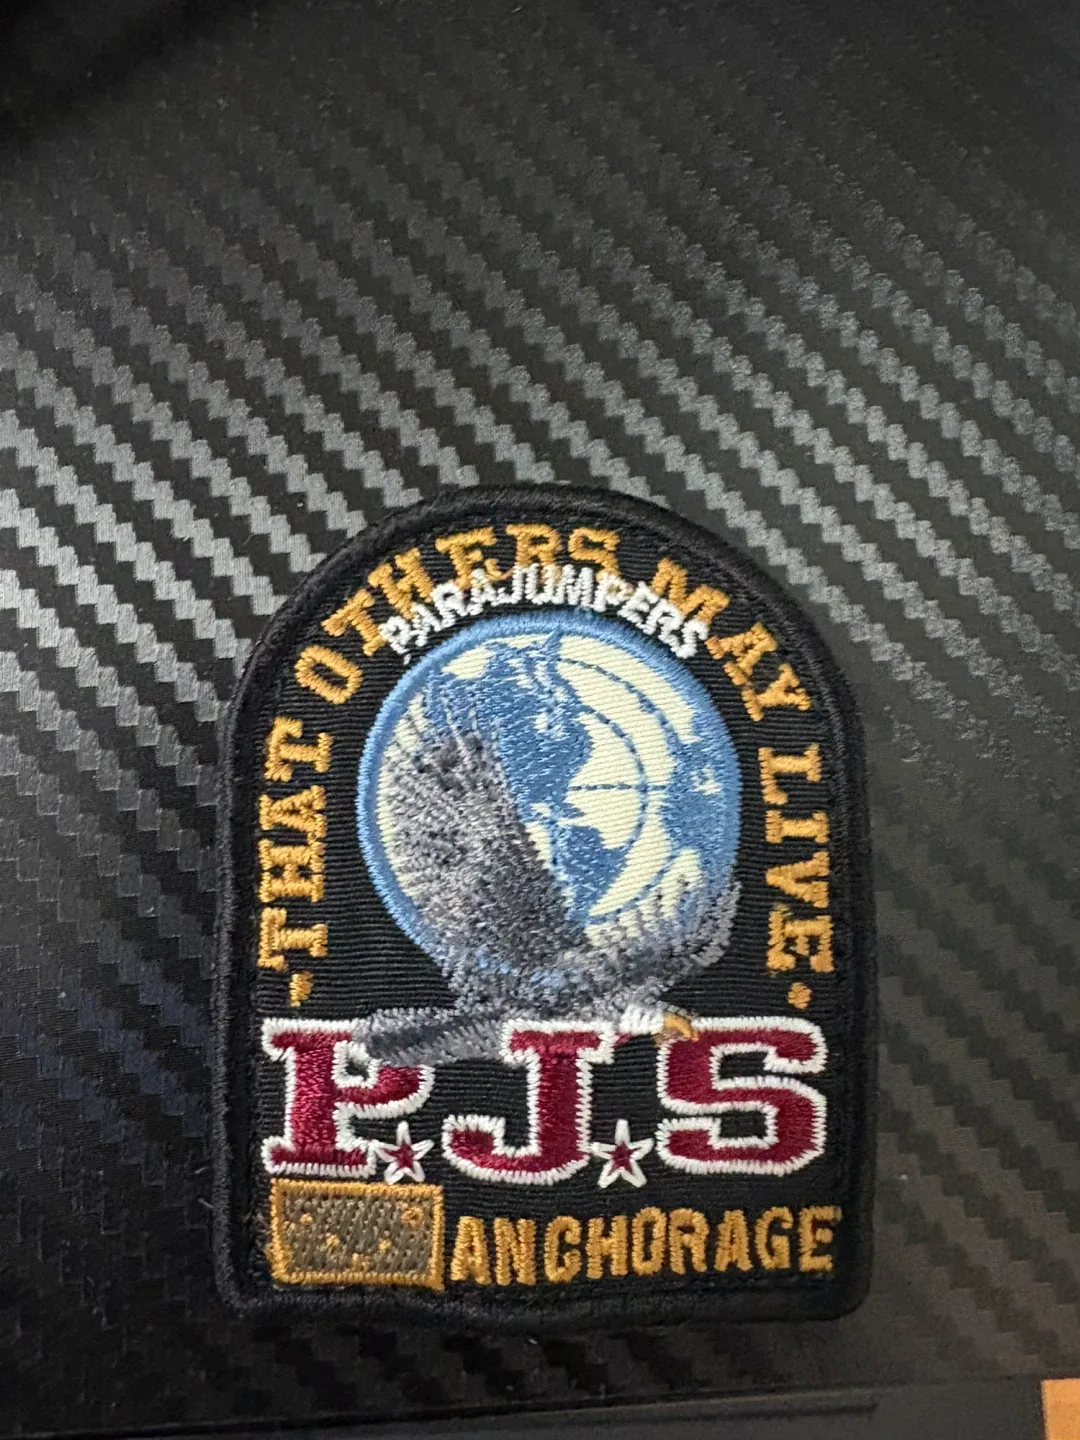 THAT OTHERS MAY LIVE
PARAJUMPERS
P.J.S
ANCHORAGE